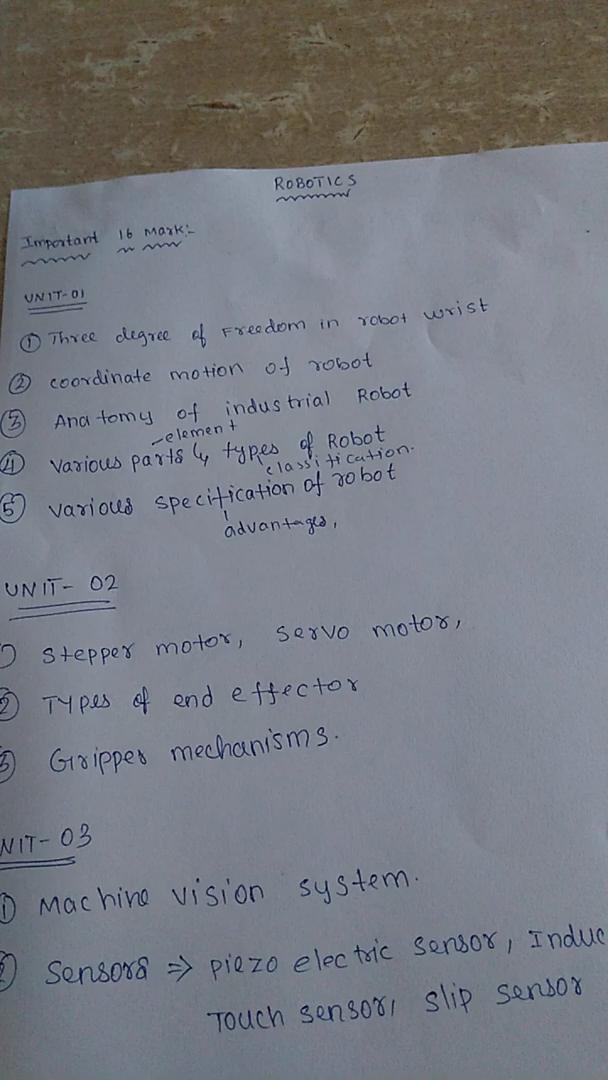 ROBOTICS
Important 16 Mark:-
UNIT-01
① Three degree of Freedom in robot wrist
② coordinate motion of robot
③ Anatomy of industrial Robot
-element
④ Various parts & types of Robot
classification.
⑤ Various specification of robot
advantages,
UNIT- 02
① Stepper motor, servo motor,
② Types of end effector
③ Gripper mechanisms.
NIT- 03
① Machine vision system.
② Sensors ⇒ piezo electric sensor, Induc
Touch sensor, slip sensor